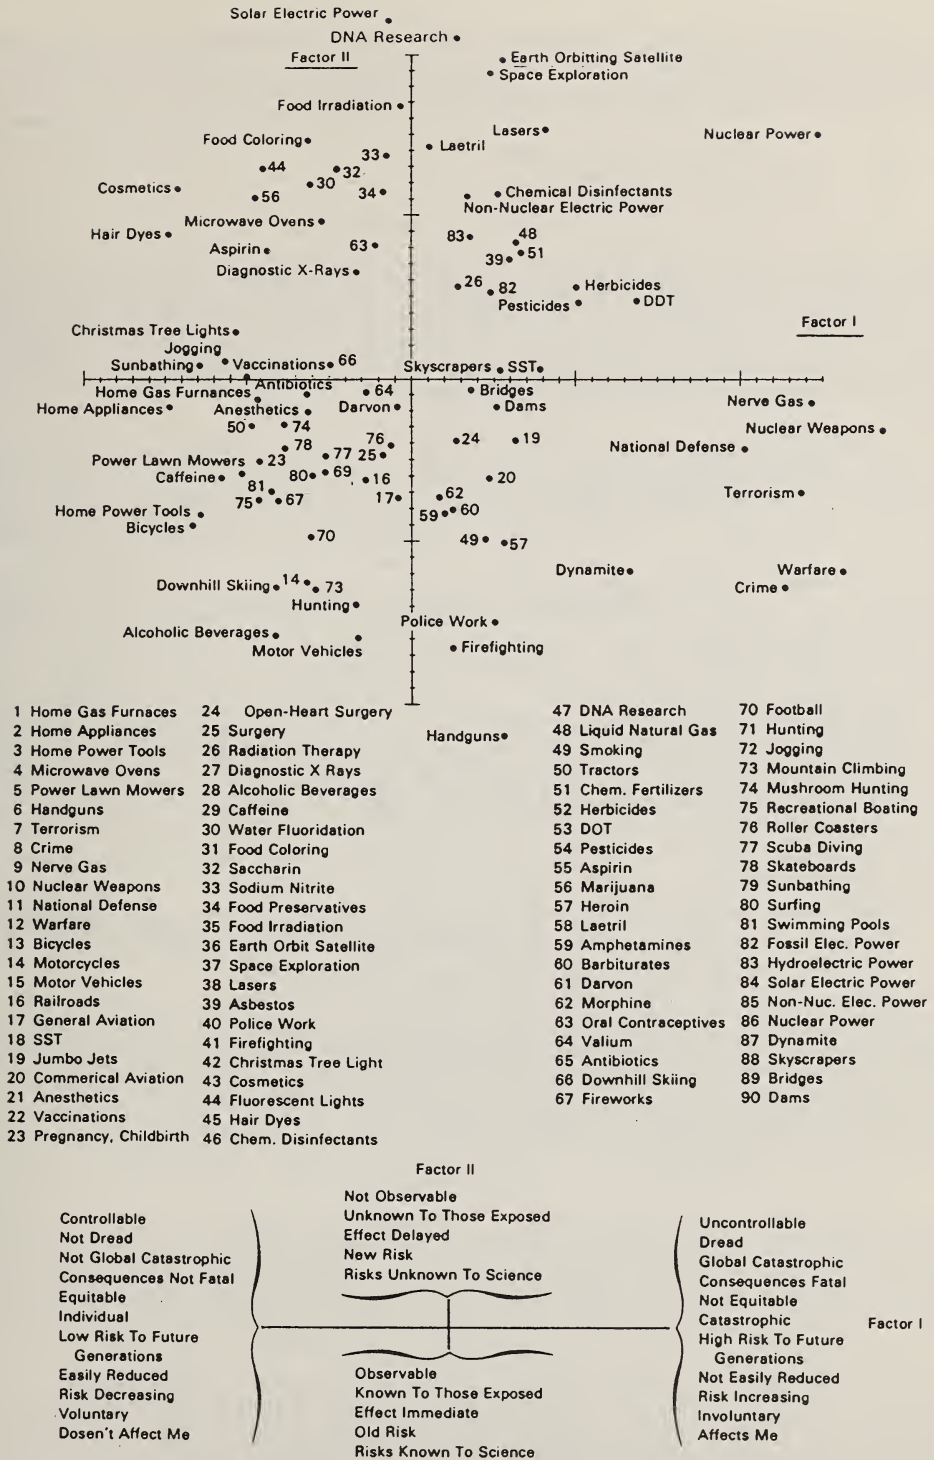 Solar Electric Power
DNA Research
Factor II
Earth Orbitting Satellite
Space Exploration
Food Irradiation
Lasers
Nuclear Power
Food Coloring
Laetril
33
44
32
Cosmetics
30
34
Chemical Disinfectants
56
Non-Nuclear Electric Power
Microwave Ovens
Hair Dyes
83
48
Aspirin
63
51
39
Diagnostic X-Rays
26
82
Herbicides
Pesticides
DDT
Christmas Tree Lights
Factor I
Jogging
Sunbathing
Vaccinations
66
Skyscrapers
SST
Antibiotics
Home Gas Furnances
64
Bridges
Home Appliances
Anesthetics
Darvon
Dams
Nerve Gas
50
74
Nuclear Weapons
76
24
19
78
National Defense
77
25
Power Lawn Mowers
23
Caffeine
80
69
16
20
81
Terrorism
75
67
17
62
Home Power Tools
59
60
Bicycles
70
49
57
Dynamite
Warfare
Downhill Skiing
14
73
Crime
Hunting
Police Work
Alcoholic Beverages
Motor Vehicles
Firefighting
Handguns
1 Home Gas Furnaces
2 Home Appliances
3 Home Power Tools
4 Microwave Ovens
5 Power Lawn Mowers
6 Handguns
7 Terrorism
8 Crime
9 Nerve Gas
10 Nuclear Weapons
11 National Defense
12 Warfare
13 Bicycles
14 Motorcycles
15 Motor Vehicles
16 Railroads
17 General Aviation
18 SST
19 Jumbo Jets
20 Commerical Aviation
21 Anesthetics
22 Vaccinations
23 Pregnancy, Childbirth
24 Open-Heart Surgery
25 Surgery
26 Radiation Therapy
27 Diagnostic X Rays
28 Alcoholic Beverages
29 Caffeine
30 Water Fluoridation
31 Food Coloring
32 Saccharin
33 Sodium Nitrite
34 Food Preservatives
35 Food Irradiation
36 Earth Orbit Satellite
37 Space Exploration
38 Lasers
39 Asbestos
40 Police Work
41 Firefighting
42 Christmas Tree Light
43 Cosmetics
44 Fluorescent Lights
45 Hair Dyes
46 Chem. Disinfectants
47 DNA Research
48 Liquid Natural Gas
49 Smoking
50 Tractors
51 Chem. Fertilizers
52 Herbicides
53 DOT
54 Pesticides
55 Aspirin
56 Marijuana
57 Heroin
58 Laetril
59 Amphetamines
60 Barbiturates
61 Darvon
62 Morphine
63 Oral Contraceptives
64 Valium
65 Antibiotics
66 Downhill Skiing
67 Fireworks
70 Football
71 Hunting
72 Jogging
73 Mountain Climbing
74 Mushroom Hunting
75 Recreational Boating
76 Roller Coasters
77 Scuba Diving
78 Skateboards
79 Sunbathing
80 Surfing
81 Swimming Pools
82 Fossil Elec. Power
83 Hydroelectric Power
84 Solar Electric Power
85 Non-Nuc. Elec. Power
86 Nuclear Power
87 Dynamite
88 Skyscrapers
89 Bridges
90 Dams
Factor II
Not Observable
Unknown To Those Exposed
Effect Delayed
New Risk
Risks Unknown To Science
Controllable
Not Dread
Not Global Catastrophic
Consequences Not Fatal
Equitable
Individual
Low Risk To Future
Generations
Easily Reduced
Risk Decreasing
Voluntary
Dosen't Affect Me
Uncontrollable
Dread
Global Catastrophic
Consequences Fatal
Not Equitable
Catastrophic
High Risk To Future
Generations
Not Easily Reduced
Risk Increasing
Involuntary
Affects Me
Factor I
Observable
Known To Those Exposed
Effect Immediate
Old Risk
Risks Known To Science